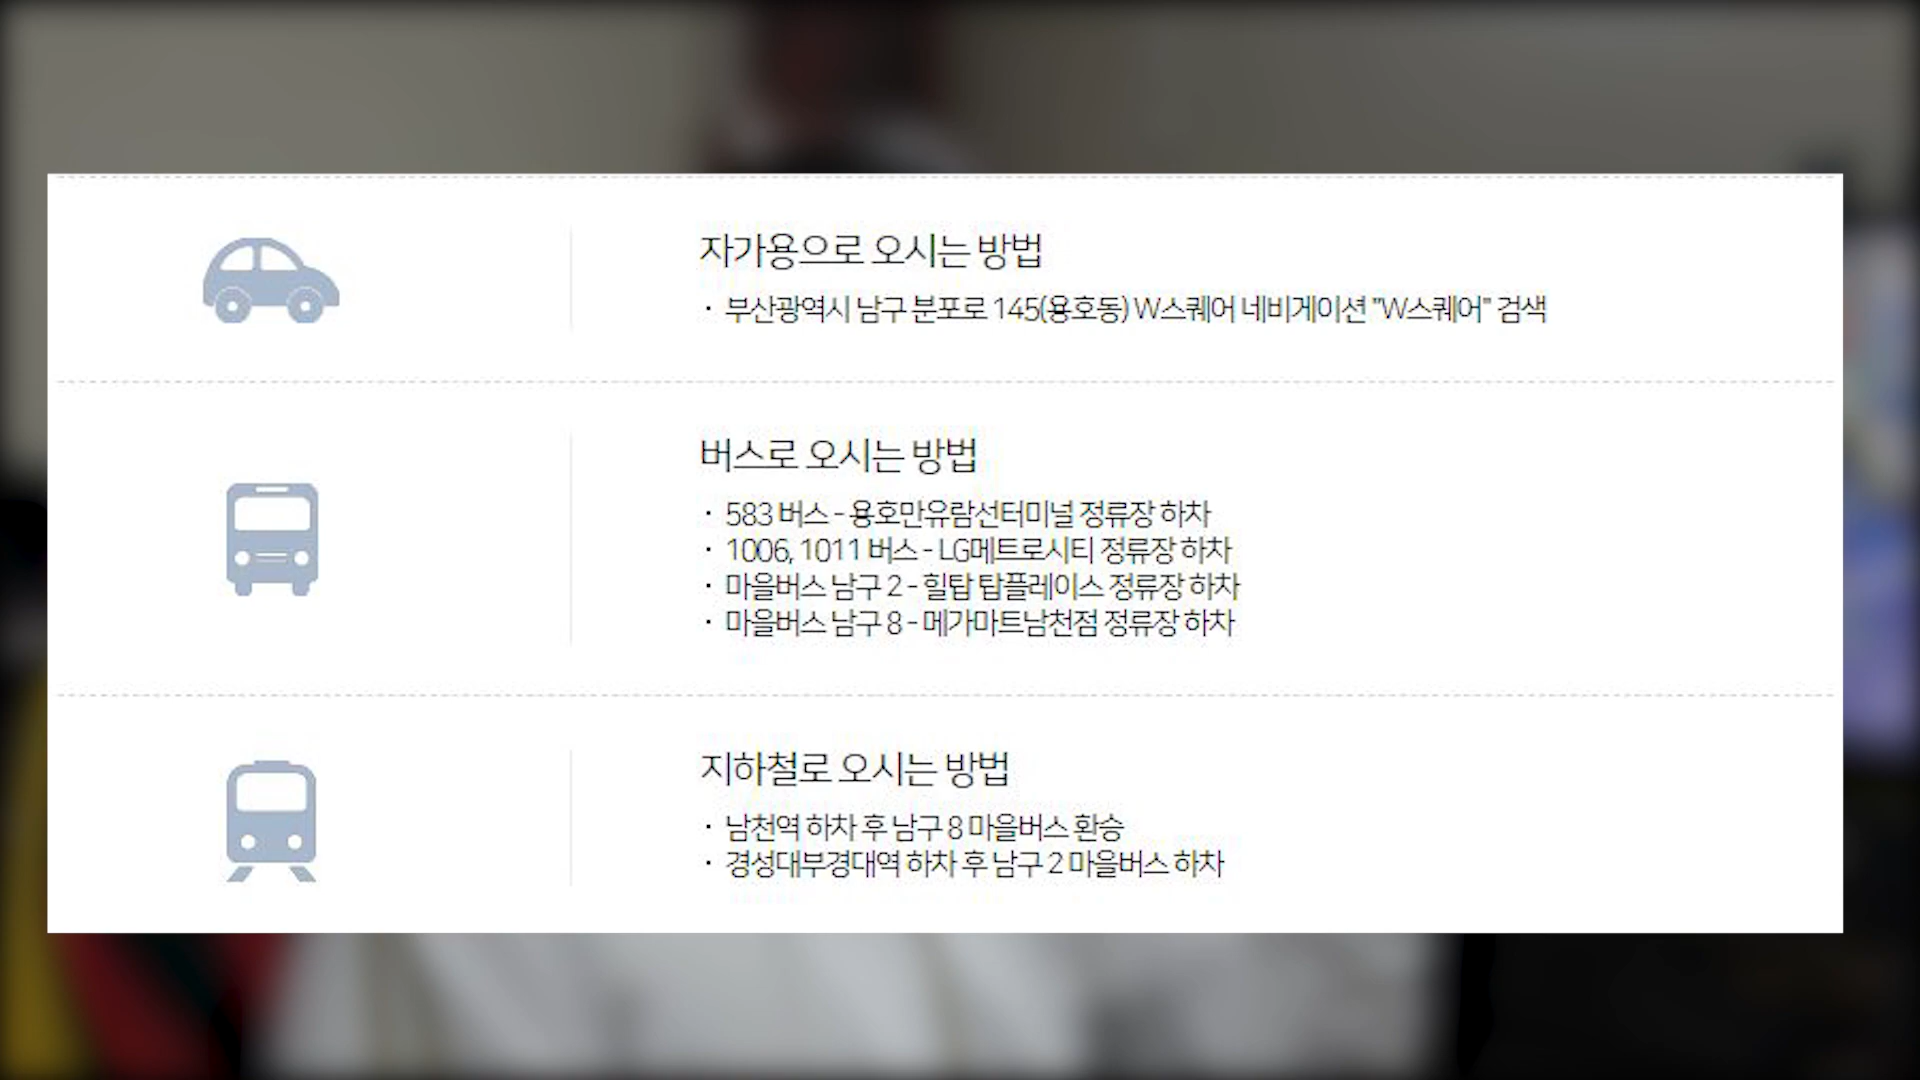 자가용으로 오시는 방법
· 부산광역시 남구 분포로 145(용호동) W스퀘어 네비게이션 "W스퀘어" 검색
버스로 오시는 방법
· 583 버스 - 용호만유람선터미널 정류장 하차
· 1006, 1011 버스 - LG메트로시티 정류장 하차
· 마을버스 남구 2 - 힐탑 탑플레이스 정류장 하차
· 마을버스 남구 8 - 메가마트남천점 정류장 하차
지하철로 오시는 방법
· 남천역 하차 후 남구 8 마을버스 환승
· 경성대부경대역 하차 후 남구 2 마을버스 하차